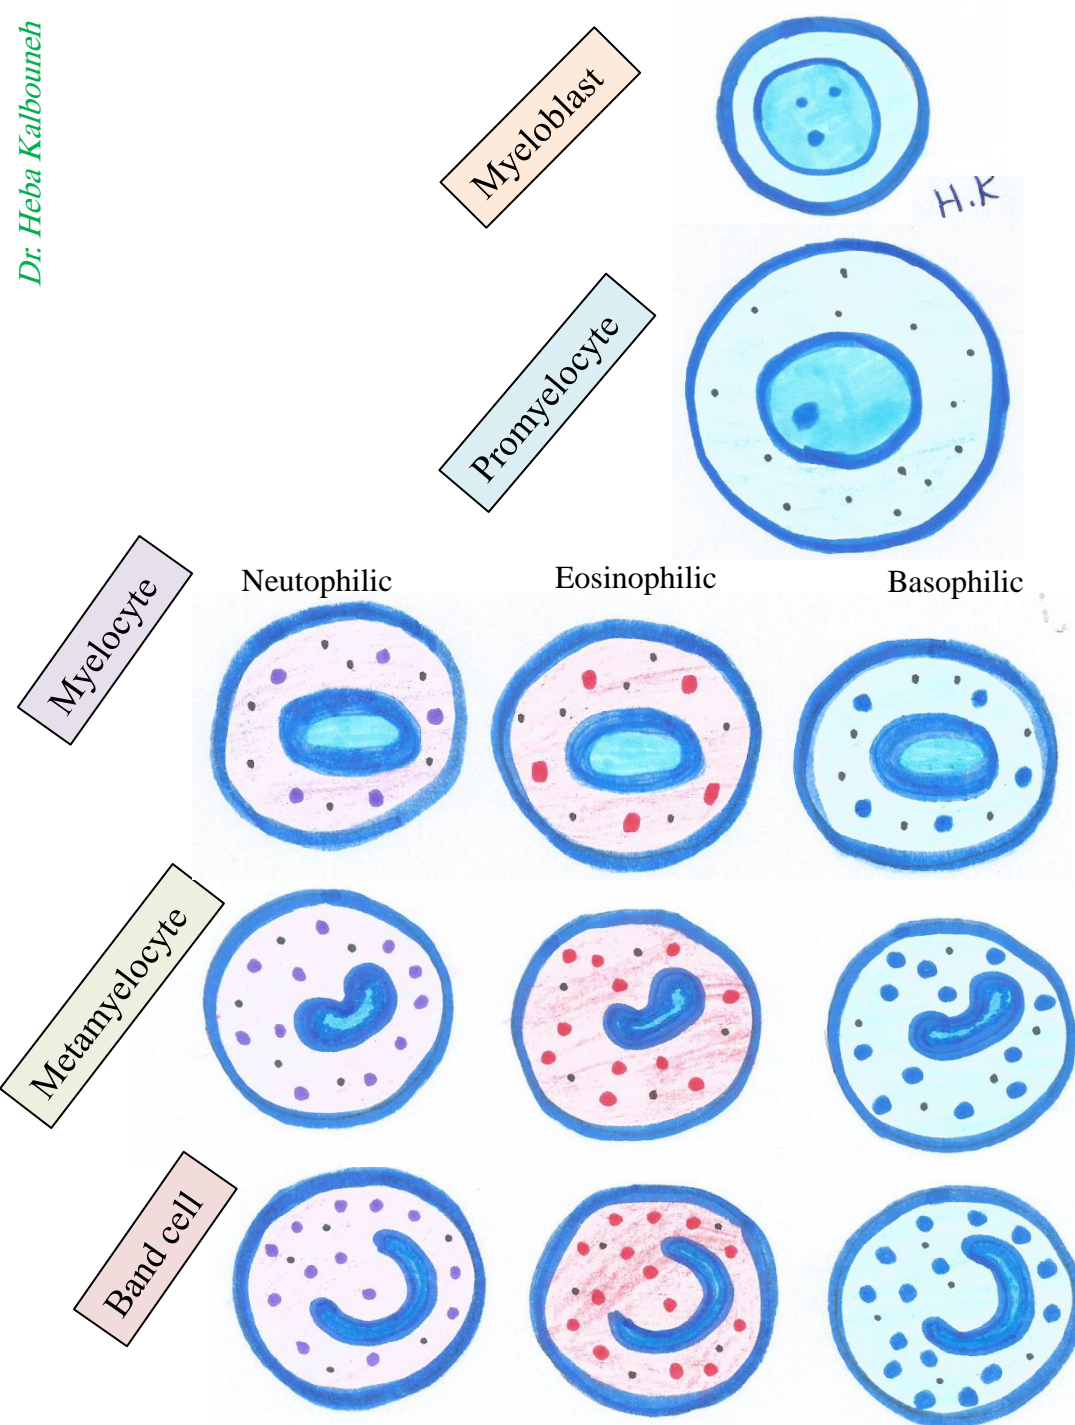 Dr. Heba Kalbouneh
Myeloblast
H.K
Promyelocyte
Myelocyte
Neutophilic
Eosinophilic
Basophilic
Metamyelocyte
Band cell